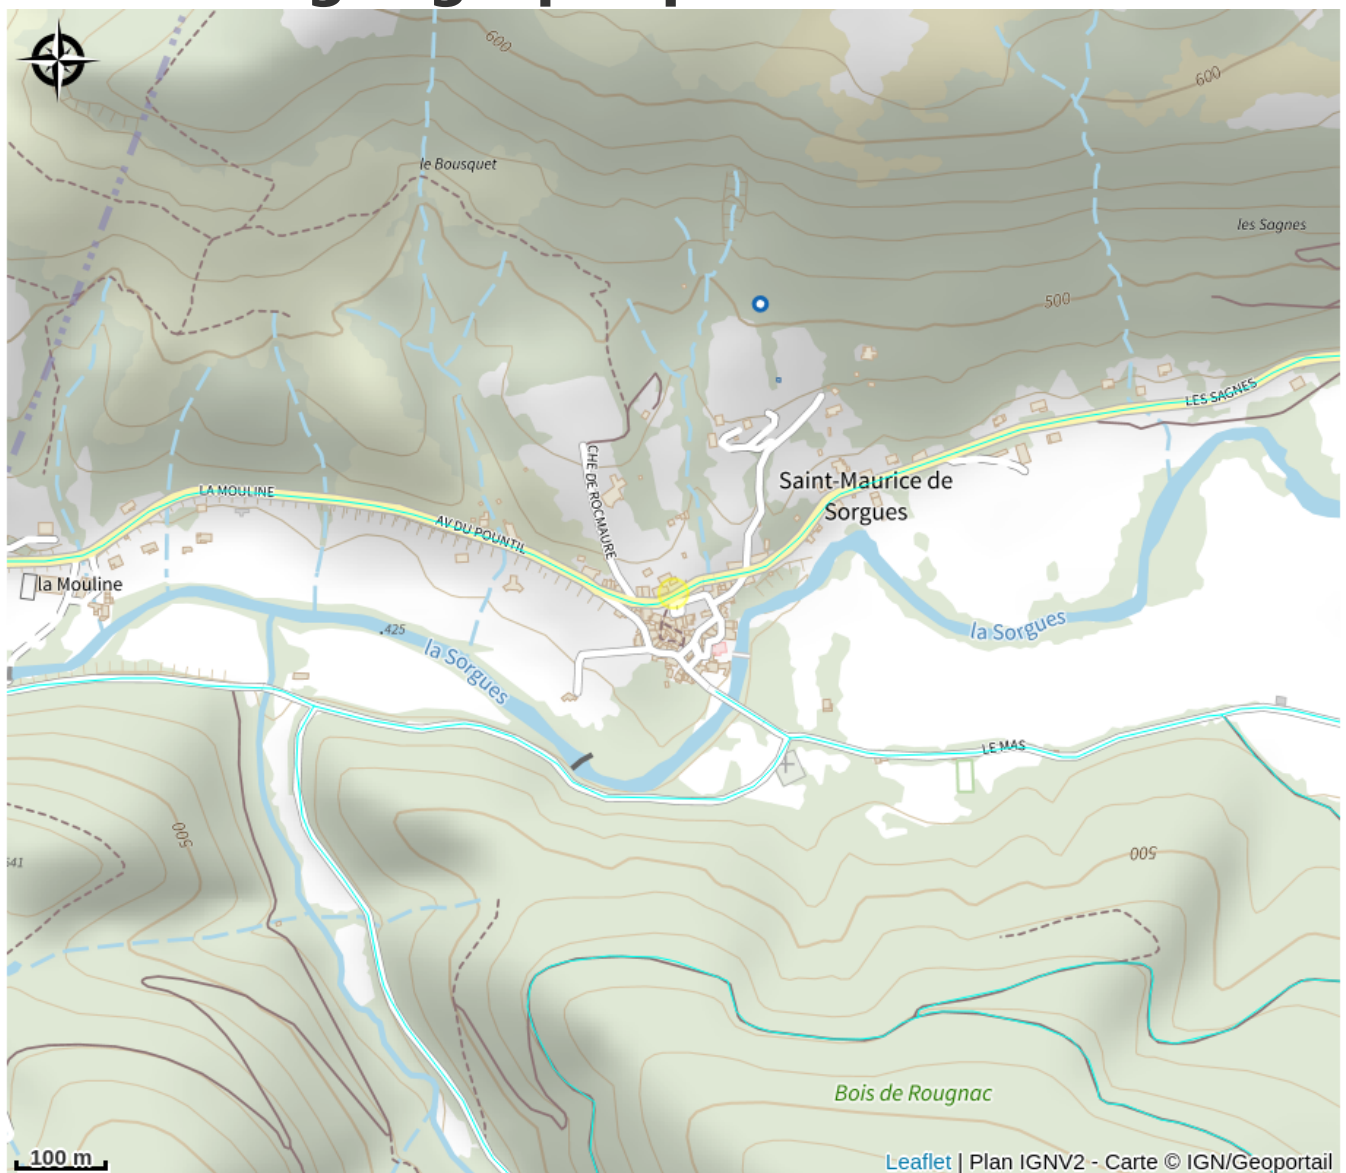 600
600
le Bousquet
les Sagnes
500
LES SAGNES
CHE DE ROCMAURE
Saint-Maurice de
Sorgues
LA MOULINE
AV DU POUNTIL
la Mouline
425
la Sorgues
la Sorgues
LE MAS
500
500
Bois de Rougnac
100 m
Leaflet | Plan IGNV2 - Carte © IGN/Geoportail